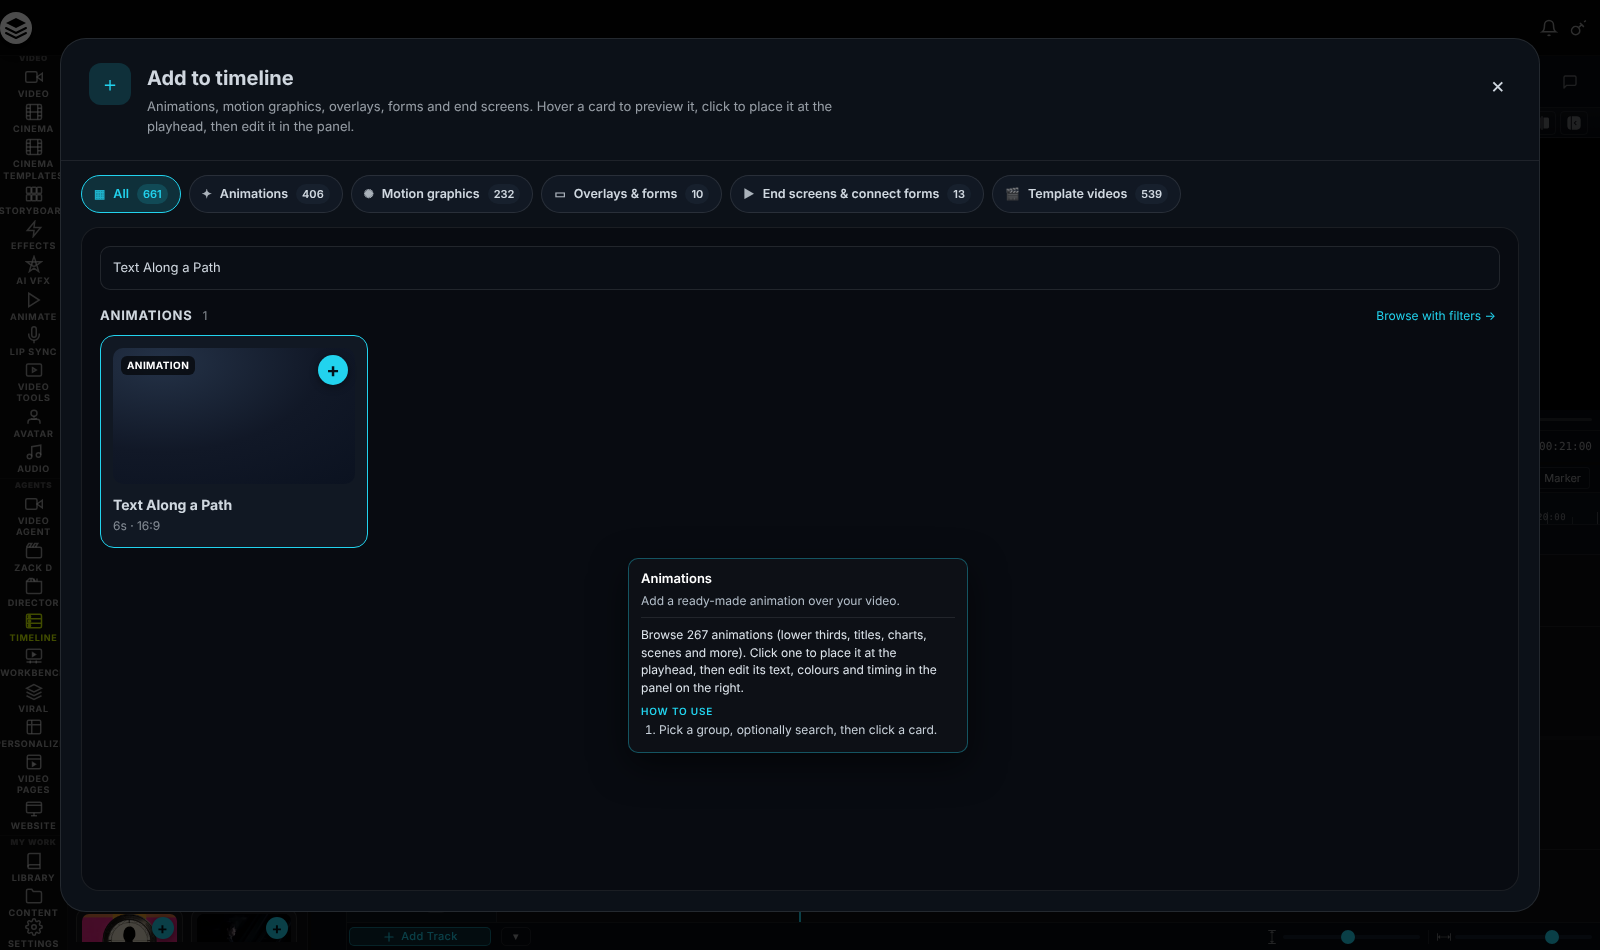 Add to timeline
Animations, motion graphics, overlays, forms and end screens. Hover a card to preview it, click to place it at the
playhead, then edit it in the panel.
All 661
Animations 406
Motion graphics 232
Overlays & forms 10
End screens & connect forms 13
Template videos 539
Text Along a Path
ANIMATIONS 1
Browse with filters →
ANIMATION
Text Along a Path
6s · 16:9
Animations
Add a ready-made animation over your video.
Browse 267 animations (lower thirds, titles, charts,
scenes and more). Click one to place it at the
playhead, then edit its text, colours and timing in the
panel on the right.
HOW TO USE
1. Pick a group, optionally search, then click a card.
VIDEO
VIDEO
CINEMA
CINEMA
TEMPLATES
STORYBOAR
EFFECTS
AI VFX
ANIMATE
LIP SYNC
VIDEO
TOOLS
AVATAR
AUDIO
AGENTS
VIDEO
AGENT
ZACK D
DIRECTOR
TIMELINE
WORKBENC
VIRAL
ERSONALIZ
VIDEO
PAGES
WEBSITE
MY WORK
LIBRARY
CONTENT
SETTINGS
00:21:00
Marker
Add Track